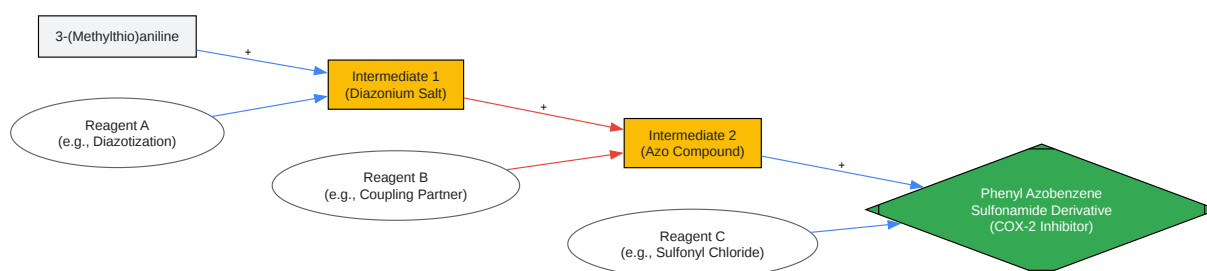 3-(Methylthio)aniline
+
Intermediate 1
(Diazonium Salt)
Reagent A
(e.g., Diazotization)
+
Intermediate 2
(Azo Compound)
Reagent B
(e.g., Coupling Partner)
+
Phenyl Azobenzene
Sulfonamide Derivative
(COX-2 Inhibitor)
Reagent C
(e.g., Sulfonyl Chloride)